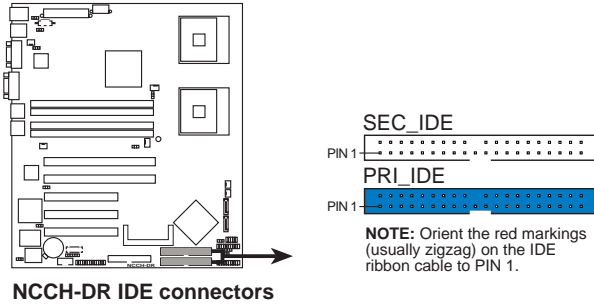 SEC_IDE
PIN 1
PRI_IDE
PIN 1
NOTE: Orient the red markings
(usually zigzag) on the IDE
ribbon cable to PIN 1.
NCCH-DR
NCCH-DR IDE connectors